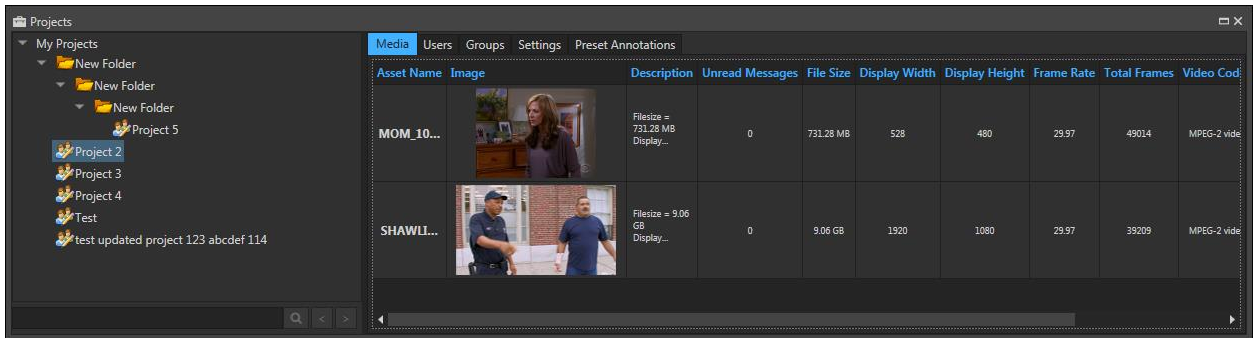 Projects
My Projects
New Folder
New Folder
New Folder
Project 5
Project 2
Project 3
Project 4
Test
test updated project 123 abcdef 114
< >
Media Users Groups Settings Preset Annotations
Asset Name Image Description Unread Messages File Size Display Width Display Height Frame Rate Total Frames Video Cod
MOM_10... Filesize = 731.28 MB Display... 0 731.28 MB 528 480 29.97 49014 MPEG-2 vide
SHAWLI... Filesize = 9.06 GB Display... 0 9.06 GB 1920 1080 29.97 39209 MPEG-2 vide